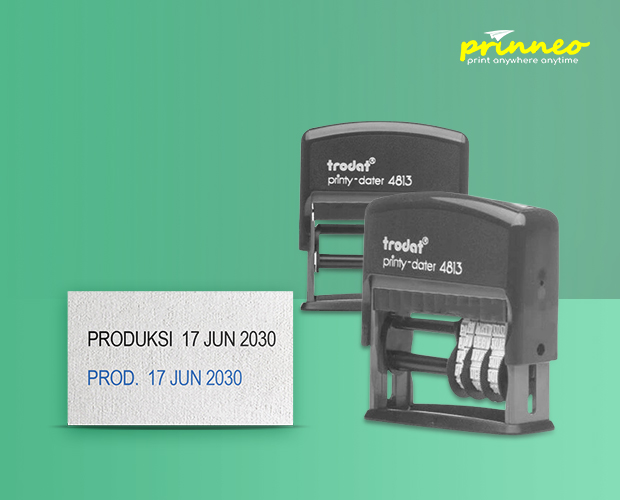 prinneo
print anywhere anytime
trodat®
printy-dater 4813
trodat®
printy-dater 4813
PRODUKSI 17 JUN 2030
PROD. 17 JUN 2030